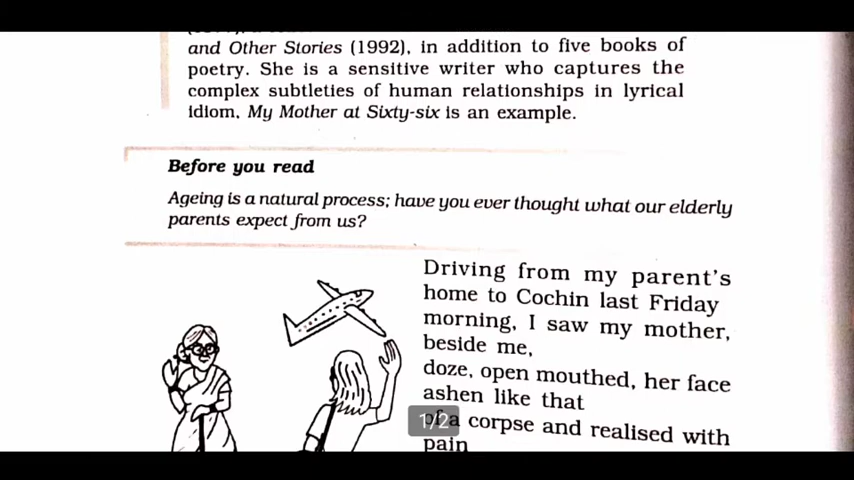 and Other Stories (1992), in addition to five books of
poetry. She is a sensitive writer who captures the
complex subtleties of human relationships in lyrical
idiom. My Mother at Sixty-six is an example.
Before you read
Ageing is a natural process; have you ever thought what our elderly
parents expect from us?
Driving from my parent's
home to Cochin last Friday
morning, I saw my mother,
beside me,
doze, open mouthed, her face
ashen like that
of a corpse and realised with
pain
1/2